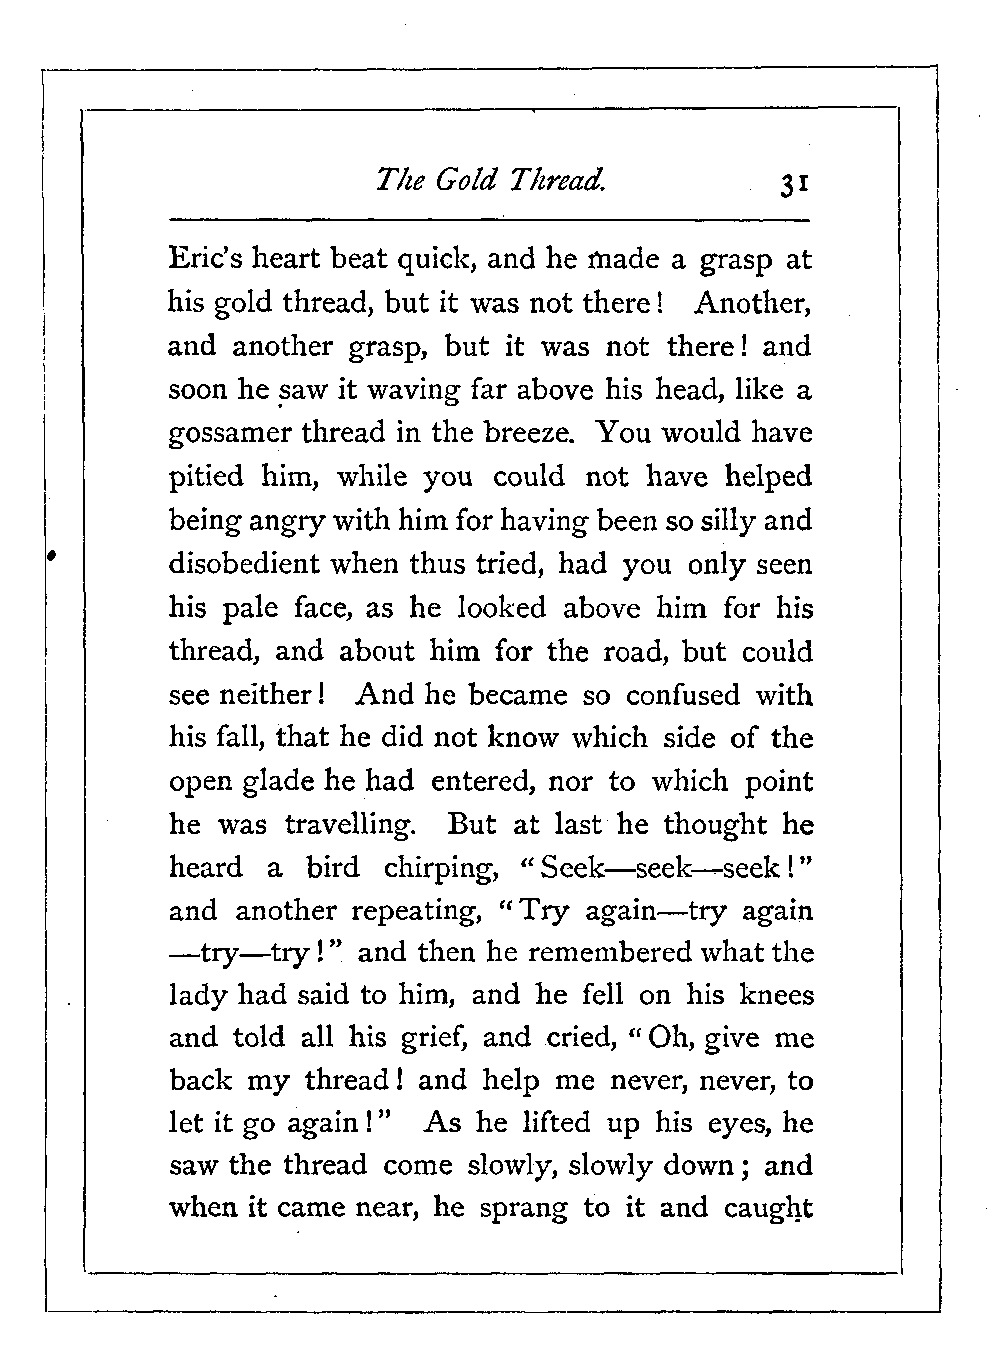 The Gold Thread. 31
Eric's heart beat quick, and he made a grasp at
his gold thread, but it was not there! Another,
and another grasp, but it was not there! and
soon he saw it waving far above his head, like a
gossamer thread in the breeze. You would have
pitied him, while you could not have helped
being angry with him for having been so silly and
disobedient when thus tried, had you only seen
his pale face, as he looked above him for his
thread, and about him for the road, but could
see neither! And he became so confused with
his fall, that he did not know which side of the
open glade he had entered, nor to which point
he was travelling. But at last he thought he
heard a bird chirping, "Seek—seek—seek!"
and another repeating, "Try again—try again
—try—try!" and then he remembered what the
lady had said to him, and he fell on his knees
and told all his grief, and cried, "Oh, give me
back my thread! and help me never, never, to
let it go again!" As he lifted up his eyes, he
saw the thread come slowly, slowly down; and
when it came near, he sprang to it and caught